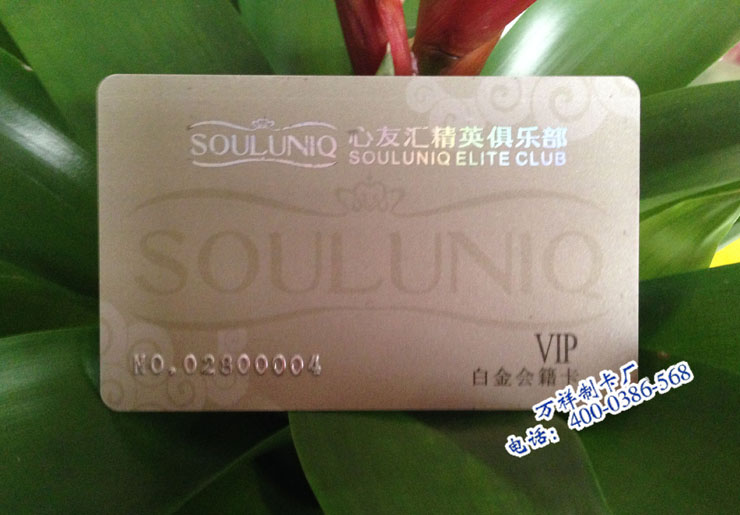 SOULUNIQ 心友汇精英俱乐部
SOULUNIQ ELITE CLUB
SOULUNIQ
VIP
NO.02800004
白金会籍卡
万祥制卡厂
电话：400-0386-568